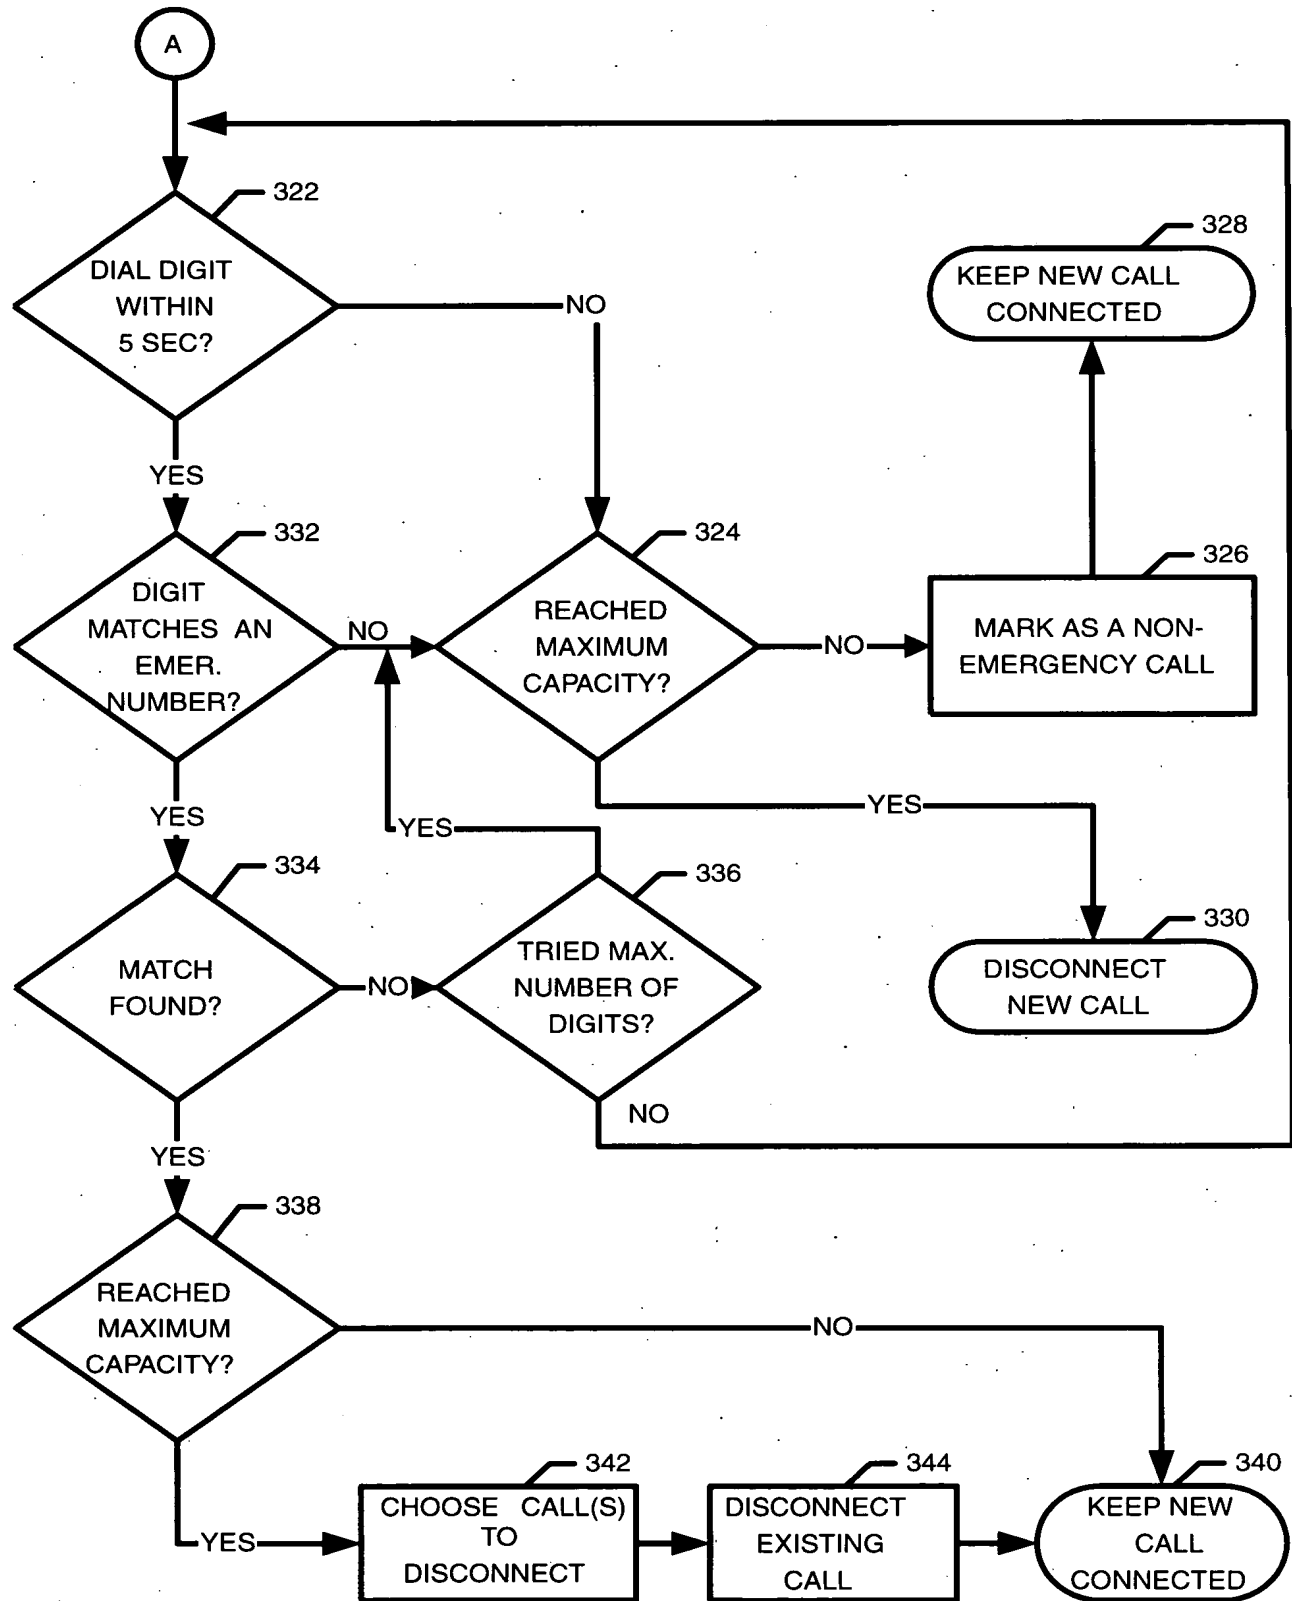 A
322
DIAL DIGIT
WITHIN
5 SEC?
NO
328
KEEP NEW CALL
CONNECTED
YES
332
DIGIT
MATCHES AN
EMER.
NUMBER?
NO
324
REACHED
MAXIMUM
CAPACITY?
NO
326
MARK AS A NON-
EMERGENCY CALL
YES
YES
YES
334
MATCH
FOUND?
NO
336
TRIED MAX.
NUMBER OF
DIGITS?
NO
330
DISCONNECT
NEW CALL
YES
338
REACHED
MAXIMUM
CAPACITY?
NO
YES
342
CHOOSE CALL(S)
TO
DISCONNECT
344
DISCONNECT
EXISTING
CALL
340
KEEP NEW
CALL
CONNECTED